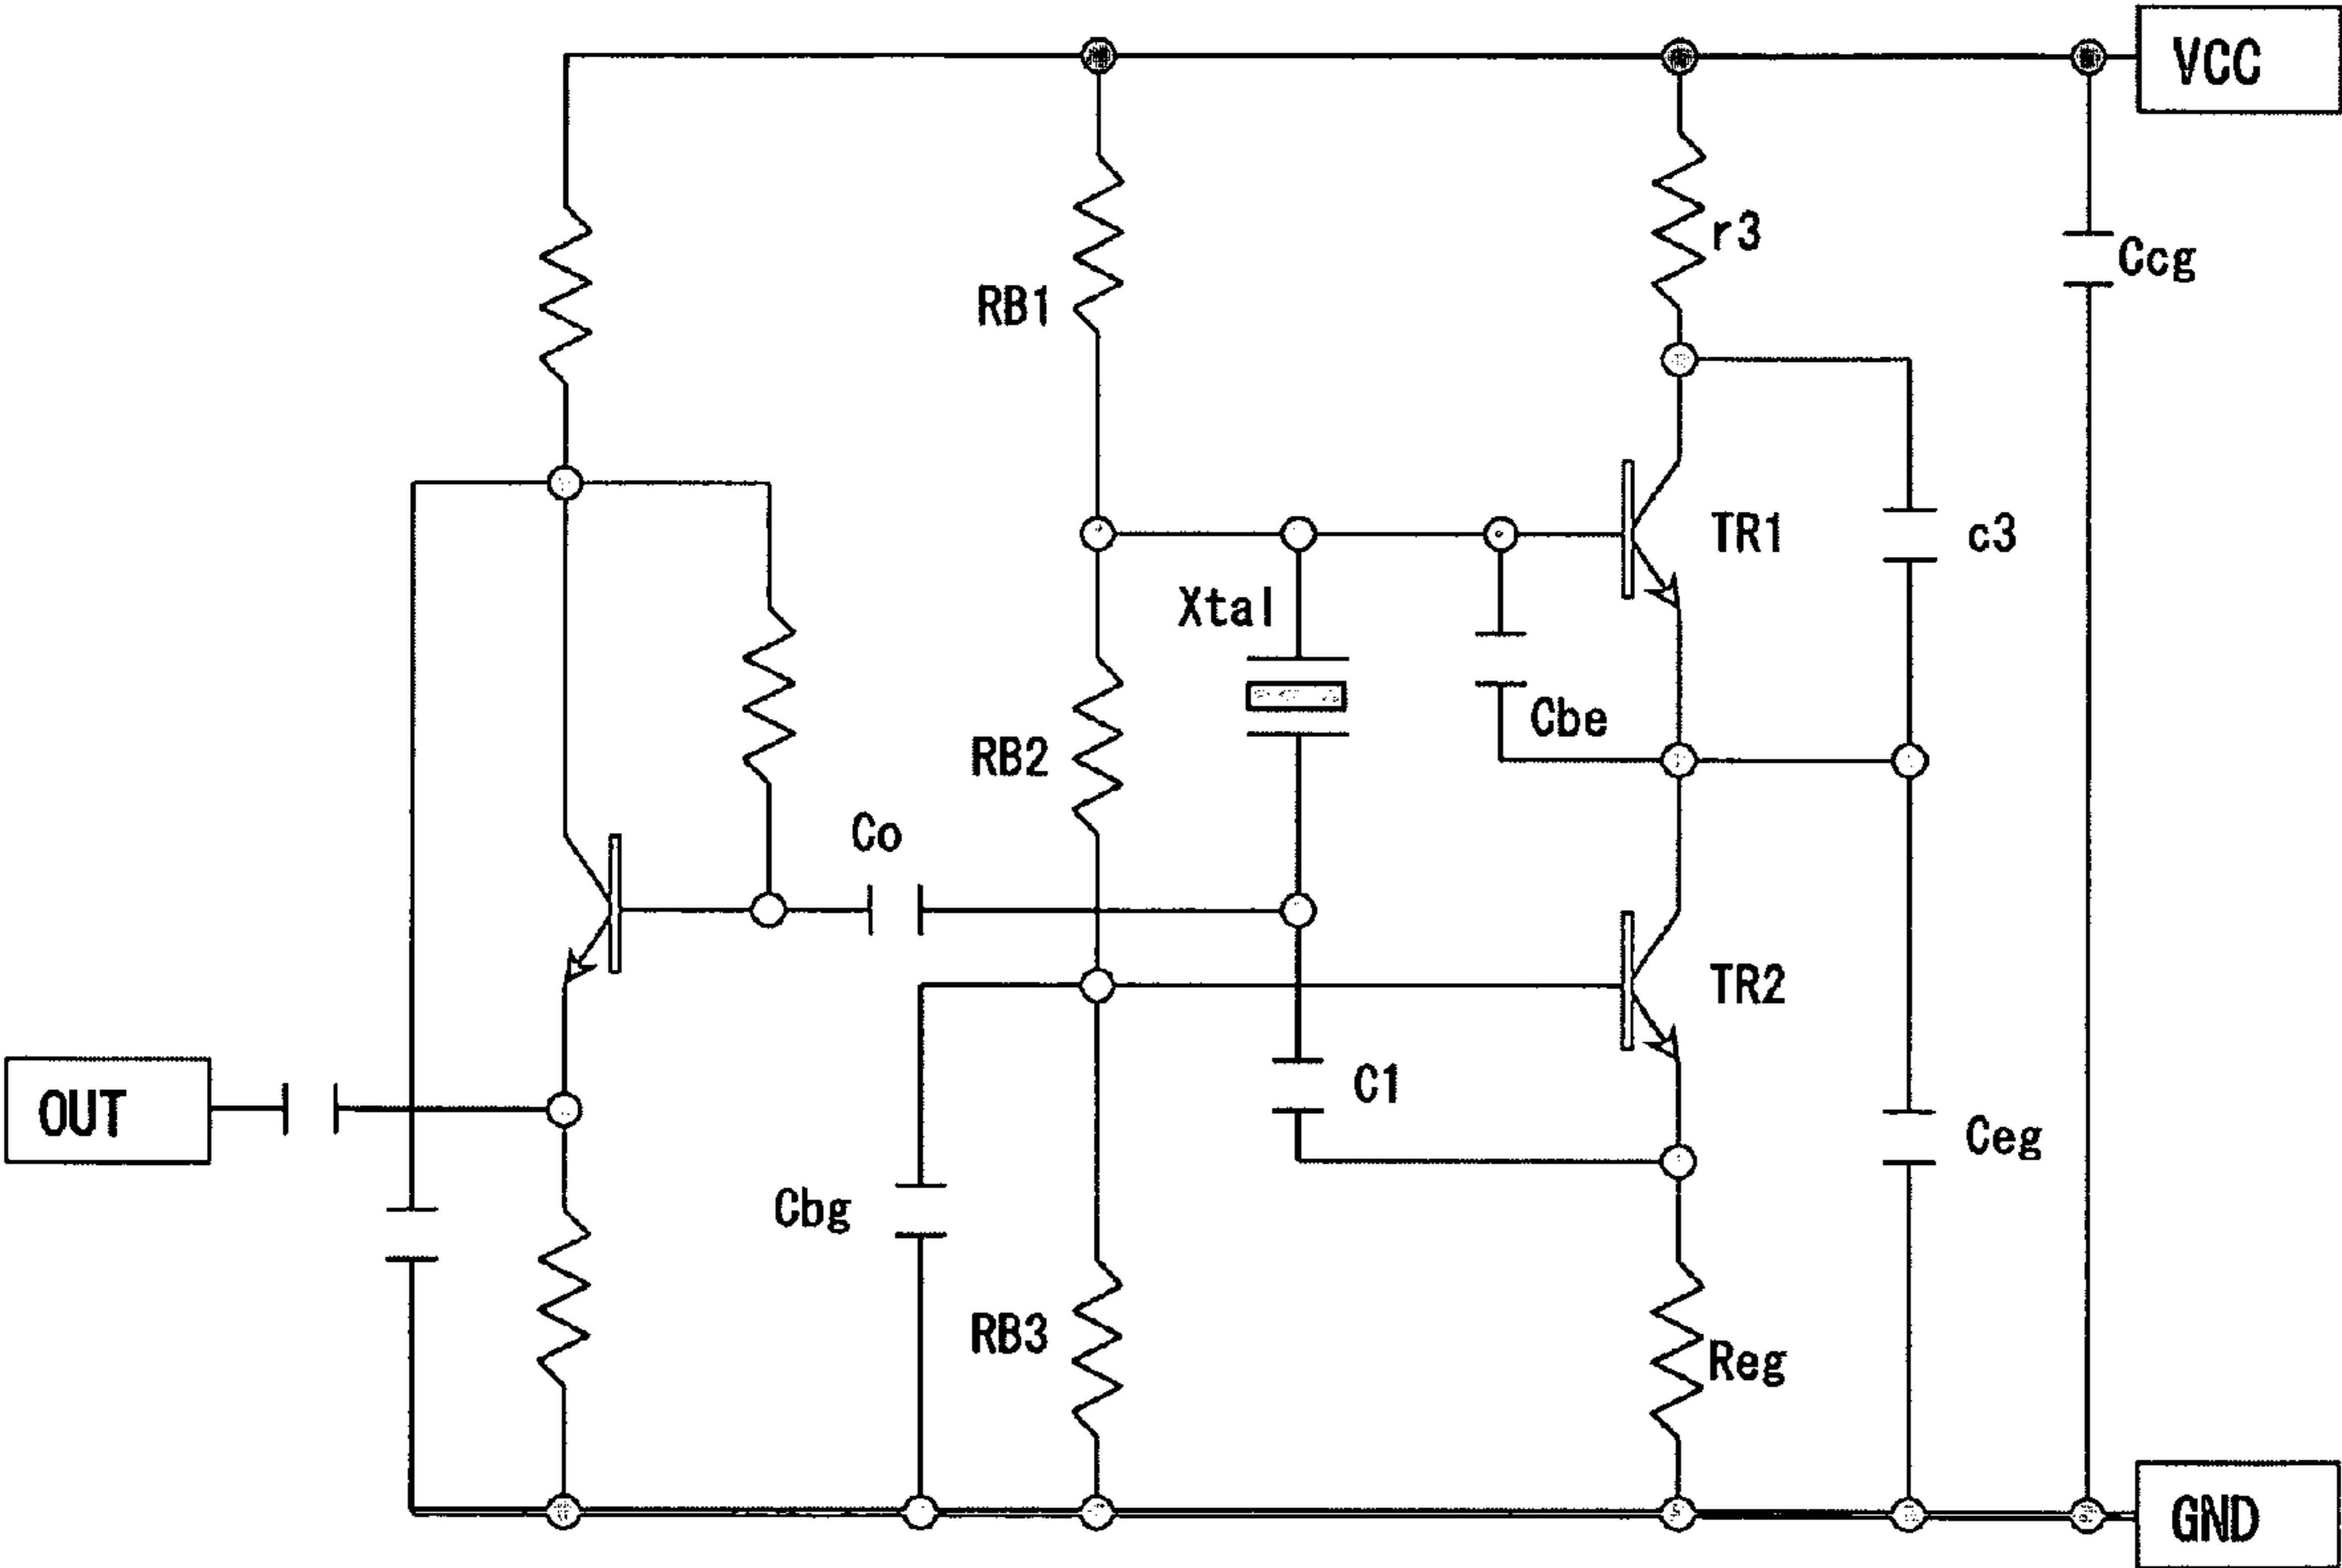 VCC
r3
Ccg
RB1
TR1
c3
Xtal
Cbe
RB2
Co
TR2
C1
OUT
Ceg
Cbg
RB3
Reg
GND